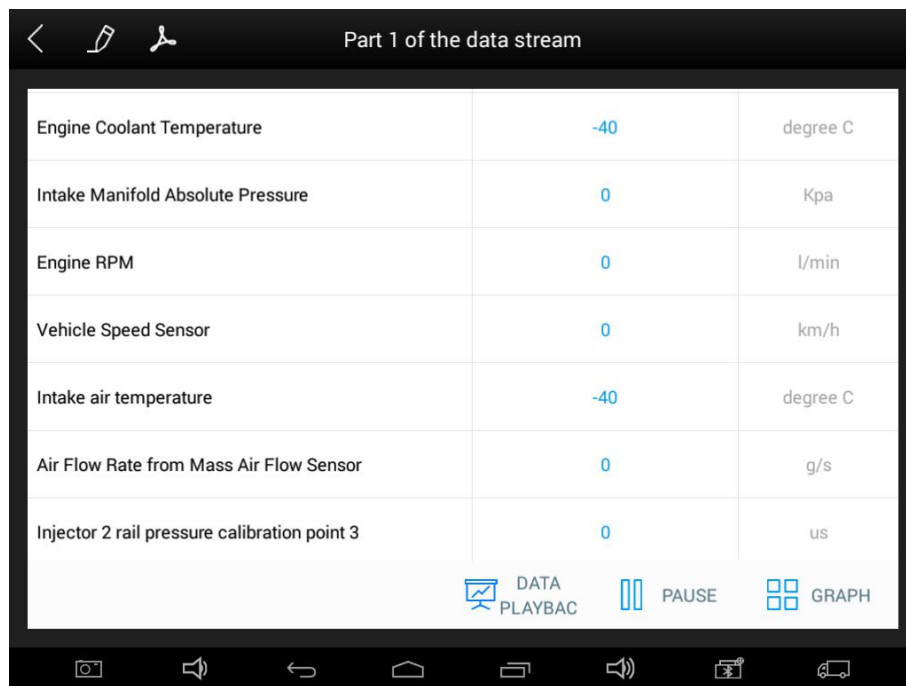 Part 1 of the data stream
Engine Coolant Temperature -40 degree C
Intake Manifold Absolute Pressure 0 Kpa
Engine RPM 0 l/min
Vehicle Speed Sensor 0 km/h
Intake air temperature -40 degree C
Air Flow Rate from Mass Air Flow Sensor 0 g/s
Injector 2 rail pressure calibration point 3 0 us
DATA
PLAYBAC
PAUSE
GRAPH